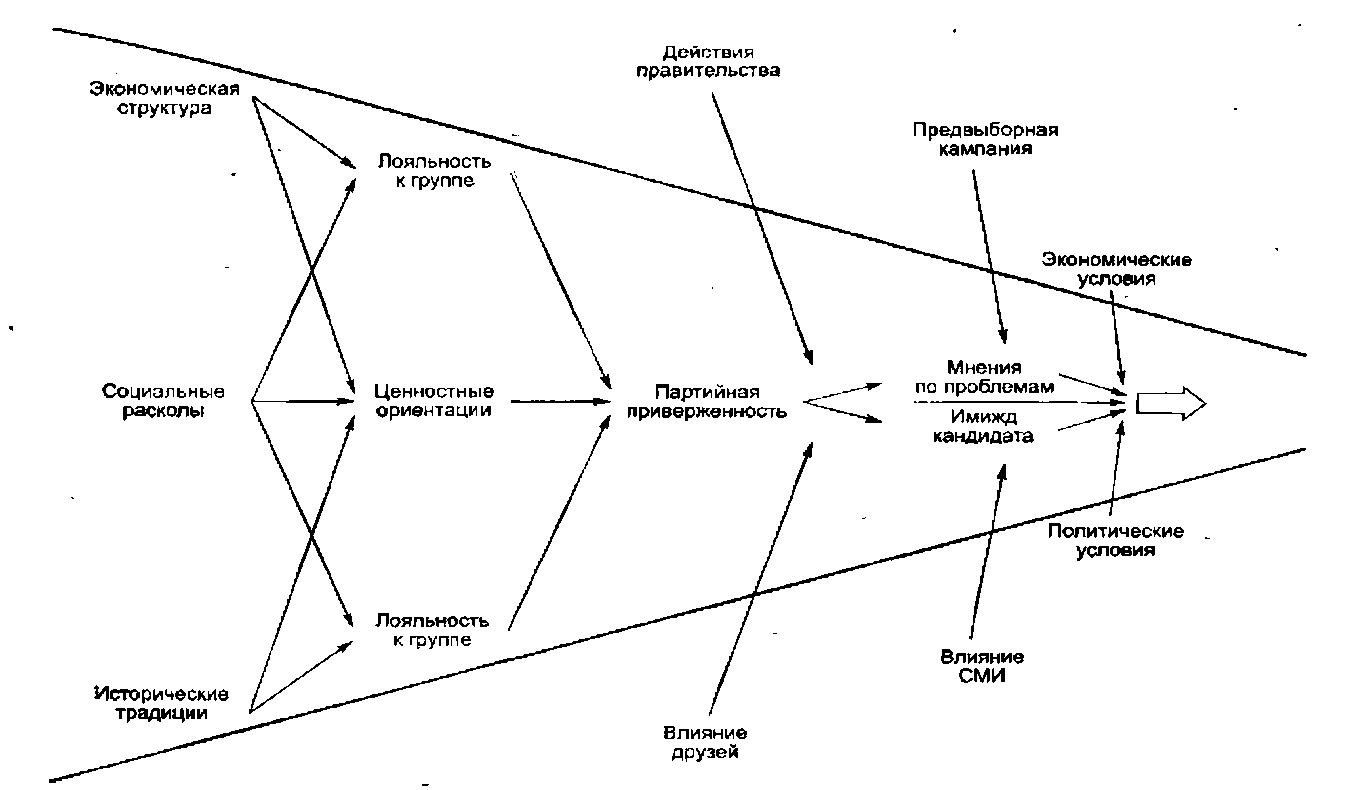 Действия
правительства
Экономическая
структура
Предвыборная
кампания
Лояльность
к группе
Экономические
условия
Социальные
расколы
Ценностные
ориентации
Партийная
приверженность
Мнения
по проблемам
Имижд
кандидата
Политические
условия
Лояльность
к группе
Влияние
СМИ
Исторические
традиции
Влияние
друзей